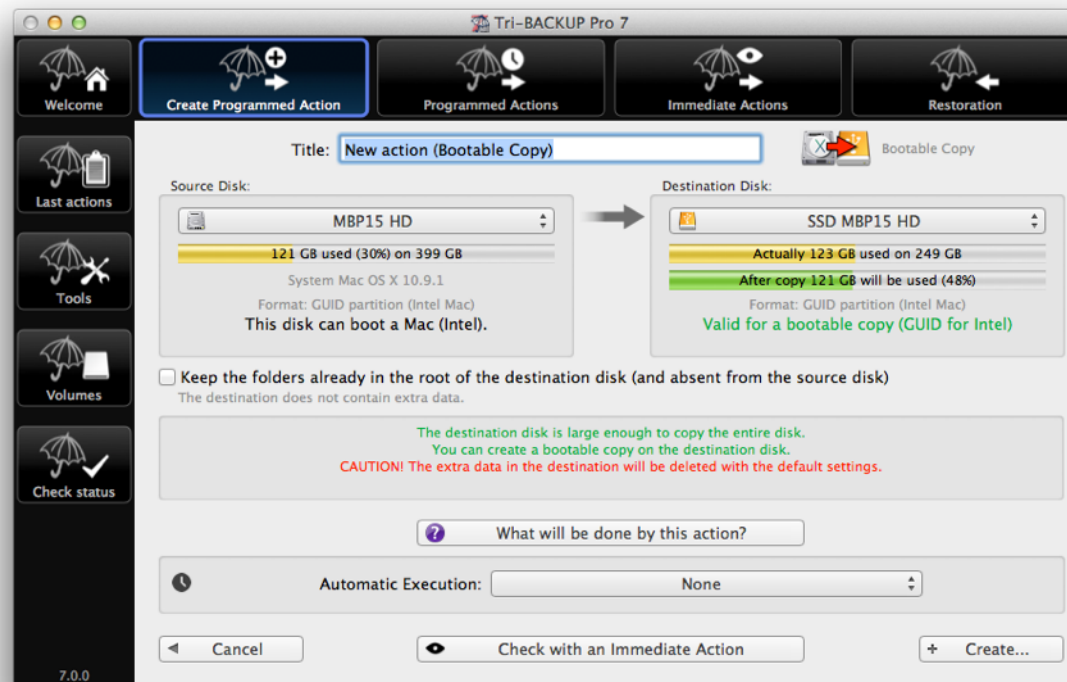 Tri-BACKUP Pro 7
Welcome
Create Programmed Action
Programmed Actions
Immediate Actions
Restoration
Last actions
Tools
Volumes
Check status
7.0.0
Title: New action (Bootable Copy)
Bootable Copy
Source Disk:
MBP15 HD
121 GB used (30%) on 399 GB
System Mac OS X 10.9.1
Format: GUID partition (Intel Mac)
This disk can boot a Mac (Intel).
Destination Disk:
SSD MBP15 HD
Actually 123 GB used on 249 GB
After copy 121 GB will be used (48%)
Format: GUID partition (Intel Mac)
Valid for a bootable copy (GUID for Intel)
Keep the folders already in the root of the destination disk (and absent from the source disk)
The destination does not contain extra data.
The destination disk is large enough to copy the entire disk.
You can create a bootable copy on the destination disk.
CAUTION! The extra data in the destination will be deleted with the default settings.
? What will be done by this action?
Automatic Execution: None
Cancel
Check with an Immediate Action
+ Create...